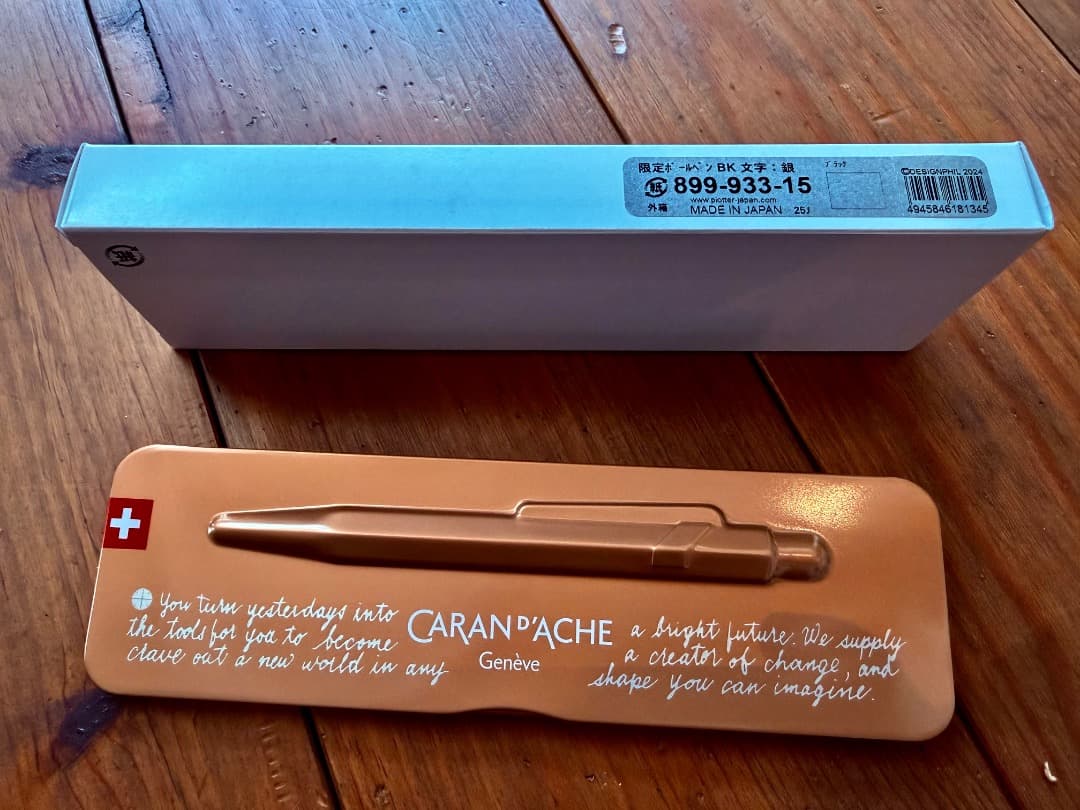 限定ボールペン BK 文字：銀
ブラック
紙 899-933-15
外箱
www.plotter-japan.com
MADE IN JAPAN 25J
©DESIGNPHIL 2024
4945846181345
紙
You turn yesterdays into
the tools for you to become
crave out a new world in any
CARAN D'ACHE
Genève
a bright future. We supply
a creator of change, and
shape you can imagine.